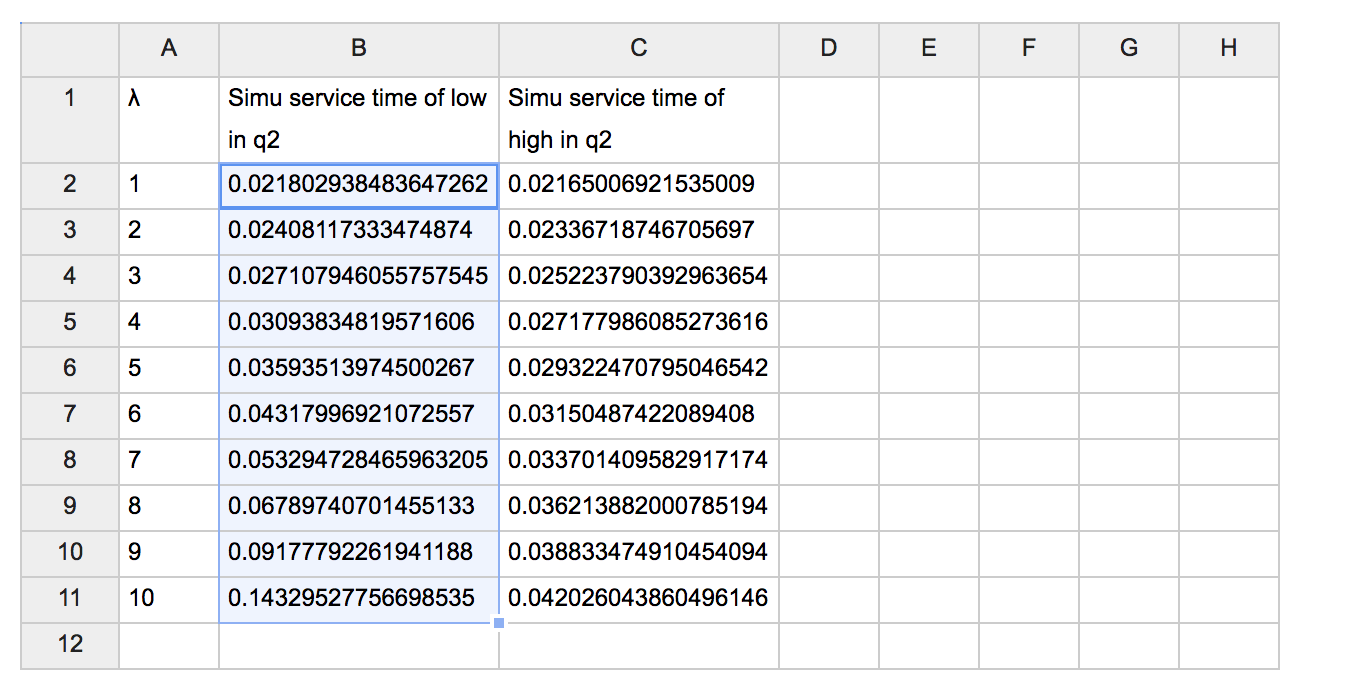 A B C D E F G H
1 λ Simu service time of low Simu service time of
in q2 high in q2
2 1 0.021802938483647262 0.02165006921535009
3 2 0.02408117333474874 0.02336718746705697
4 3 0.027107946055757545 0.025223790392963654
5 4 0.03093834819571606 0.027177986085273616
6 5 0.03593513974500267 0.029322470795046542
7 6 0.04317996921072557 0.03150487422089408
8 7 0.053294728465963205 0.033701409582917174
9 8 0.06789740701455133 0.036213882000785194
10 9 0.09177792261941188 0.038833474910454094
11 10 0.14329527756698535 0.042026043860496146
12